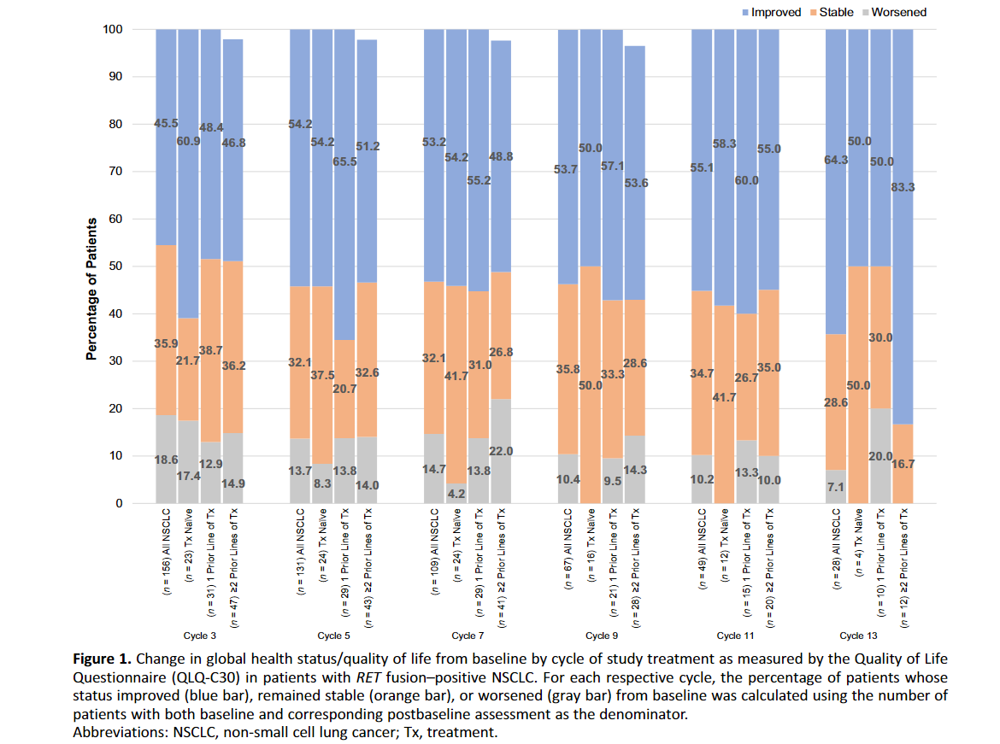 Improved Stable Worsened
100
90
80
70
60
50
40
30
20
10
0
Percentage of Patients
45.5 60.9 48.4 46.8
35.9 21.7 38.7 36.2
18.6 17.4 12.9 14.9
54.2 54.2 65.5 51.2
32.1 37.5 20.7 32.6
13.7 8.3 13.8 14.0
53.2 54.2 55.2 48.8
32.1 41.7 31.0 26.8
14.7 4.2 13.8 22.0
53.7 50.0 57.1 53.6
35.8 50.0 33.3 28.6
10.4 9.5 14.3
55.1 58.3 60.0 55.0
34.7 41.7 26.7 35.0
10.2 13.3 10.0
64.3 50.0 50.0 83.3
28.6 50.0 30.0 16.7
7.1 20.0
(n = 156) All NSCLC
(n = 23) Tx Naïve
(n = 31) 1 Prior Line of Tx
(n = 47) ≥2 Prior Lines of Tx
(n = 131) All NSCLC
(n = 24) Tx Naïve
(n = 29) 1 Prior Line of Tx
(n = 43) ≥2 Prior Lines of Tx
(n = 109) All NSCLC
(n = 24) Tx Naïve
(n = 29) 1 Prior Line of Tx
(n = 41) ≥2 Prior Lines of Tx
(n = 67) All NSCLC
(n = 16) Tx Naïve
(n = 21) 1 Prior Line of Tx
(n = 28) ≥2 Prior Lines of Tx
(n = 49) All NSCLC
(n = 12) Tx Naïve
(n = 15) 1 Prior Line of Tx
(n = 20) ≥2 Prior Lines of Tx
(n = 28) All NSCLC
(n = 4) Tx Naïve
(n = 10) 1 Prior Line of Tx
(n = 12) ≥2 Prior Lines of Tx
Cycle 3 Cycle 5 Cycle 7 Cycle 9 Cycle 11 Cycle 13
Figure 1. Change in global health status/quality of life from baseline by cycle of study treatment as measured by the Quality of Life
Questionnaire (QLQ-C30) in patients with RET fusion–positive NSCLC. For each respective cycle, the percentage of patients whose
status improved (blue bar), remained stable (orange bar), or worsened (gray bar) from baseline was calculated using the number of
patients with both baseline and corresponding postbaseline assessment as the denominator.
Abbreviations: NSCLC, non-small cell lung cancer; Tx, treatment.